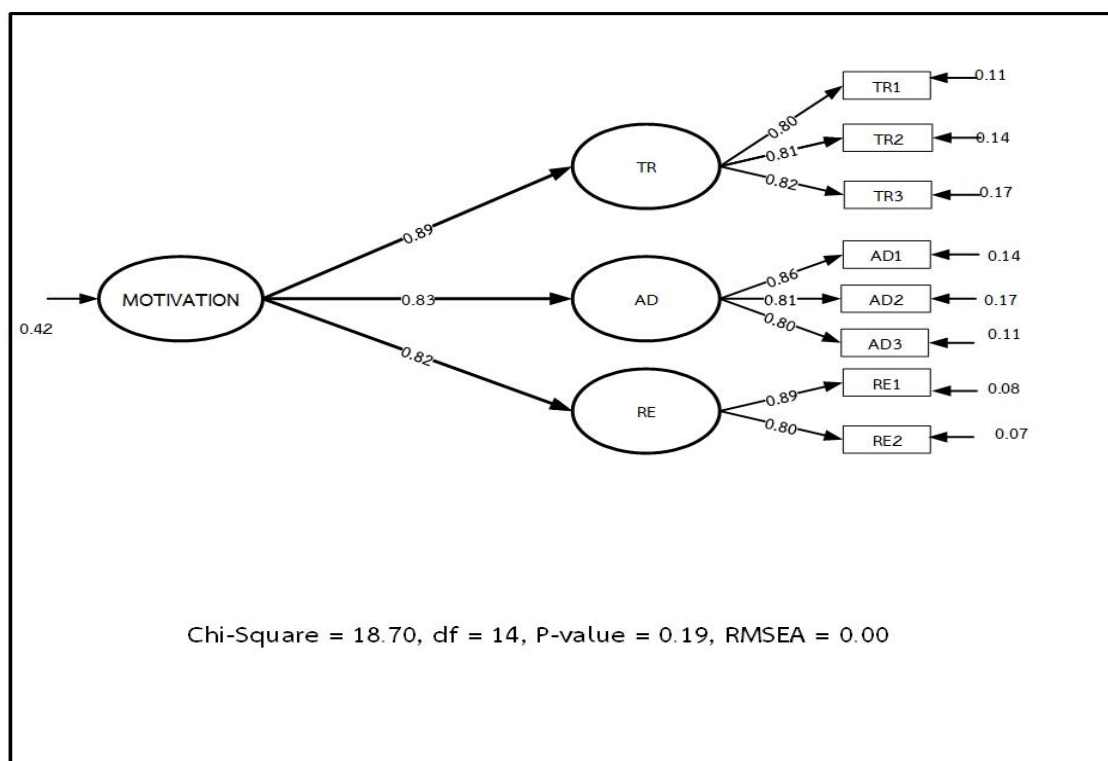 0.11
TR1
0.80
TR2
0.14
0.81
TR
0.82
TR3
0.17
0.89
AD1
0.14
0.86
MOTIVATION
0.83
AD
0.81
AD2
0.17
0.42
0.80
AD3
0.11
0.82
RE1
0.08
0.89
RE
0.80
RE2
0.07
Chi-Square = 18.70, df = 14, P-value = 0.19, RMSEA = 0.00